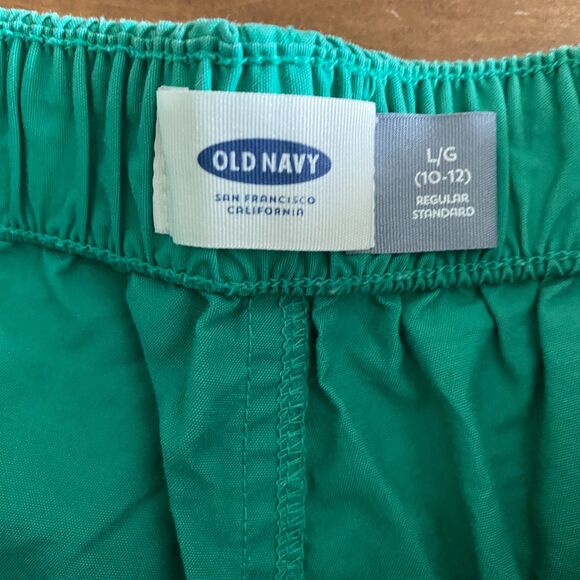 OLD NAVY
SAN FRANCISCO
CALIFORNIA
L/G
(10-12)
REGULAR
STANDARD